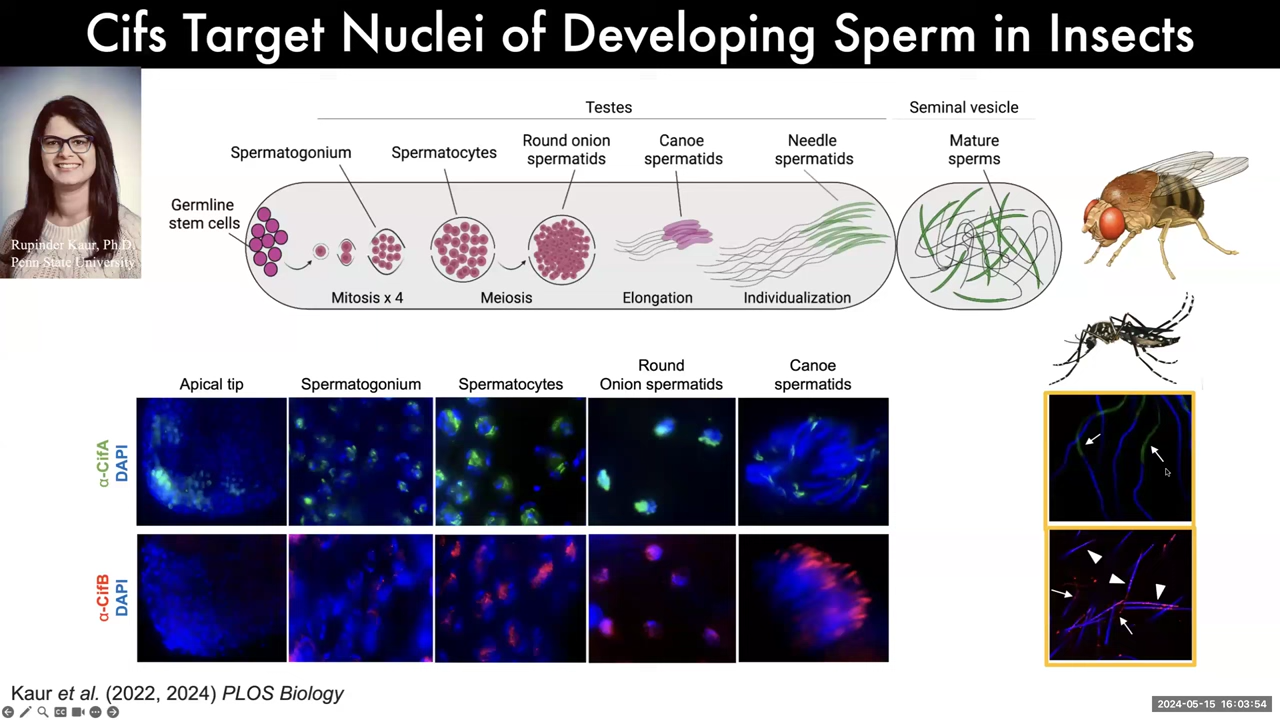 Cifs Target Nuclei of Developing Sperm in Insects
Rupinder Kaur, Ph.D.
Penn State University
Testes
Seminal vesicle
Spermatogonium
Spermatocytes
Round onion
spermatids
Canoe
spermatids
Needle
spermatids
Mature
sperms
Germline
stem cells
Mitosis x 4
Meiosis
Elongation
Individualization
Apical tip
Spermatogonium
Spermatocytes
Round
Onion spermatids
Canoe
spermatids
α-CifA
DAPI
α-CifB
DAPI
Kaur et al. (2022, 2024) PLOS Biology
CC
2024-05-15 16:03:54